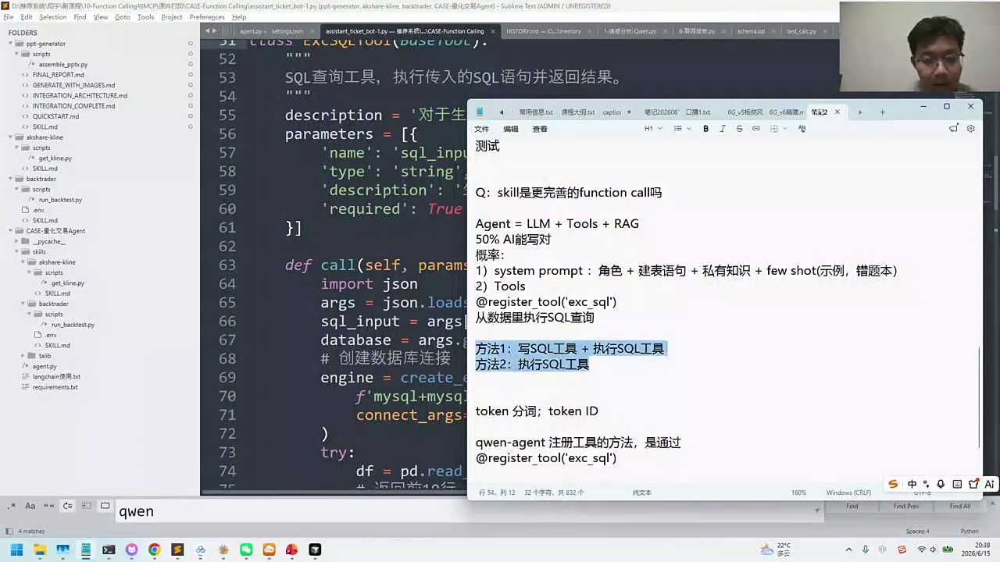 D:\推荐系统\知乎\新课程\10-Function Calling与MCP\课件打印\CASE-Function Calling\assistant_ticket_bot-1.py (ppt-generator, akshare-kline, backtrader, CASE-量化交易Agent) - Sublime Text (ADMIN / UNREGISTERED)
File Edit Selection Find View Goto Tools Project Preferences Help
FOLDERS
ppt-generator
scripts
assemble_pptx.py
FINAL_REPORT.md
GENERATE_WITH_IMAGES.md
INTEGRATION_ARCHITECTURE.md
INTEGRATION_COMPLETE.md
QUICKSTART.md
SKILL.md
akshare-kline
scripts
get_kline.py
SKILL.md
backtrader
scripts
run_backtest.py
.env
SKILL.md
CASE-量化交易Agent
__pycache__
skills
akshare-kline
scripts
get_kline.py
SKILL.md
backtrader
scripts
run_backtest.py
.env
SKILL.md
talib
agent.py
langchain使用.txt
requirements.txt
agent.py settings.json assistant_ticket_bot-1.py — 推荐系统\...\CASE-Function Calling HISTORY.md — C:\...\memory 1-情感分析-Qwen.py 6-联网搜索.py schema.sql test_calc.py
51 class ExcSQLTool(BaseTool):
52 """
53 SQL查询工具，执行传入的SQL语句并返回结果。
54 """
55 description = '对于生
56 parameters = [{
57 'name': 'sql_inpu
58 'type': 'string',
59 'description': '生
60 'required': True
61 }]
62
63 def call(self, params
64 import json
65 args = json.loads
66 sql_input = args[
67 database = args.g
68 # 创建数据库连接
69 engine = create_e
70 f'mysql+mysql
71 connect_args=
72 )
73 try:
74 df = pd.read_
75 # 返回前10行
常用信息.txt 课程大纲.txt captioi 笔记202606 口播1.txt 6G_v5杨然风 6G_v6精简.m 笔记2
文件 编辑 查看 H1 B I S
测试
Q：skill是更完善的function call吗
Agent = LLM + Tools + RAG
50% AI能写对
概率：
1）system prompt ：角色 + 建表语句 + 私有知识 + few shot(示例，错题本）
2）Tools
@register_tool('exc_sql')
从数据里执行SQL查询
方法1：写SQL工具 + 执行SQL工具
方法2：执行SQL工具
token 分词；token ID
qwen-agent 注册工具的方法，是通过
@register_tool('exc_sql')
行 54，列 12 32 个字符，共 832 个 纯文本 160% Windows (CRLF) UTF-8
中
qwen
Find Find Prev Find All
4 matches Spaces: 4 Python
22°C
多云
20:38
2026/6/15